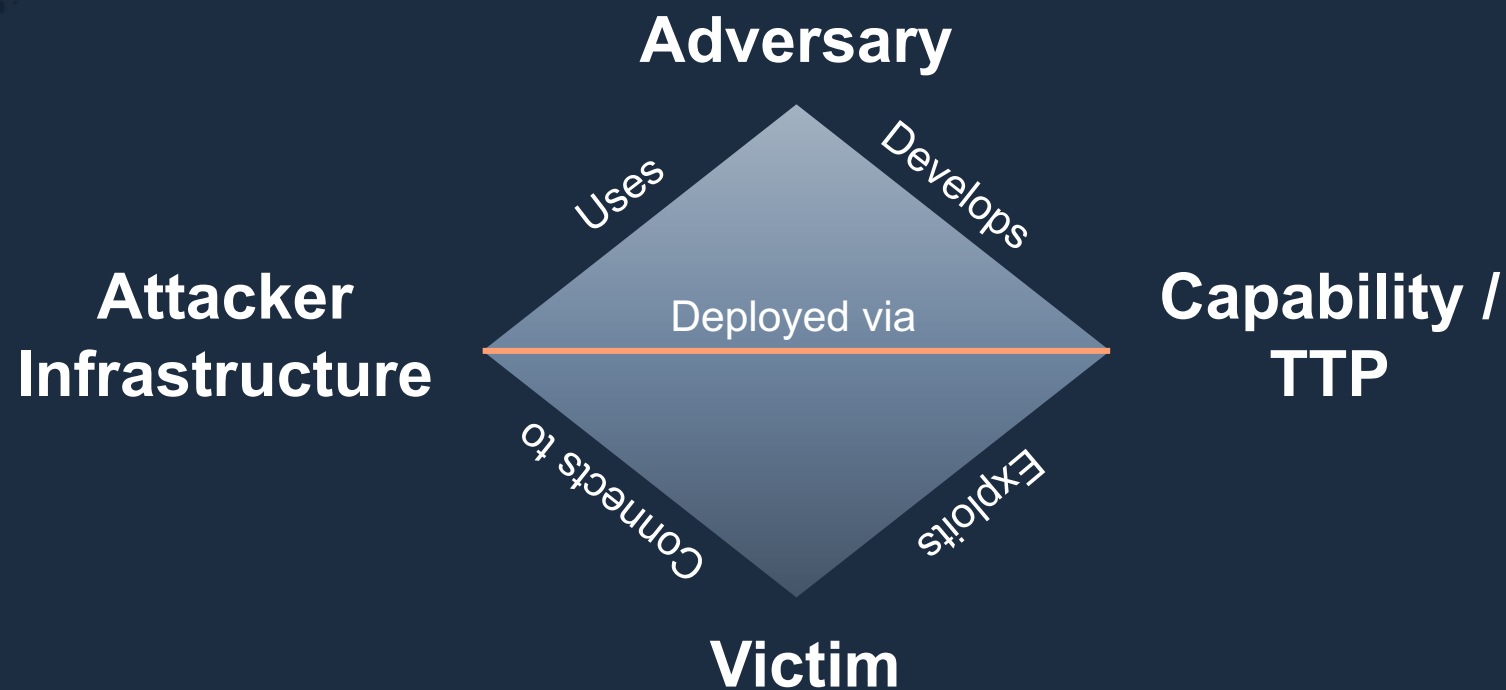 Adversary
Uses
Develops
Attacker
Infrastructure
Deployed via
Capability /
TTP
Connects to
Exploits
Victim